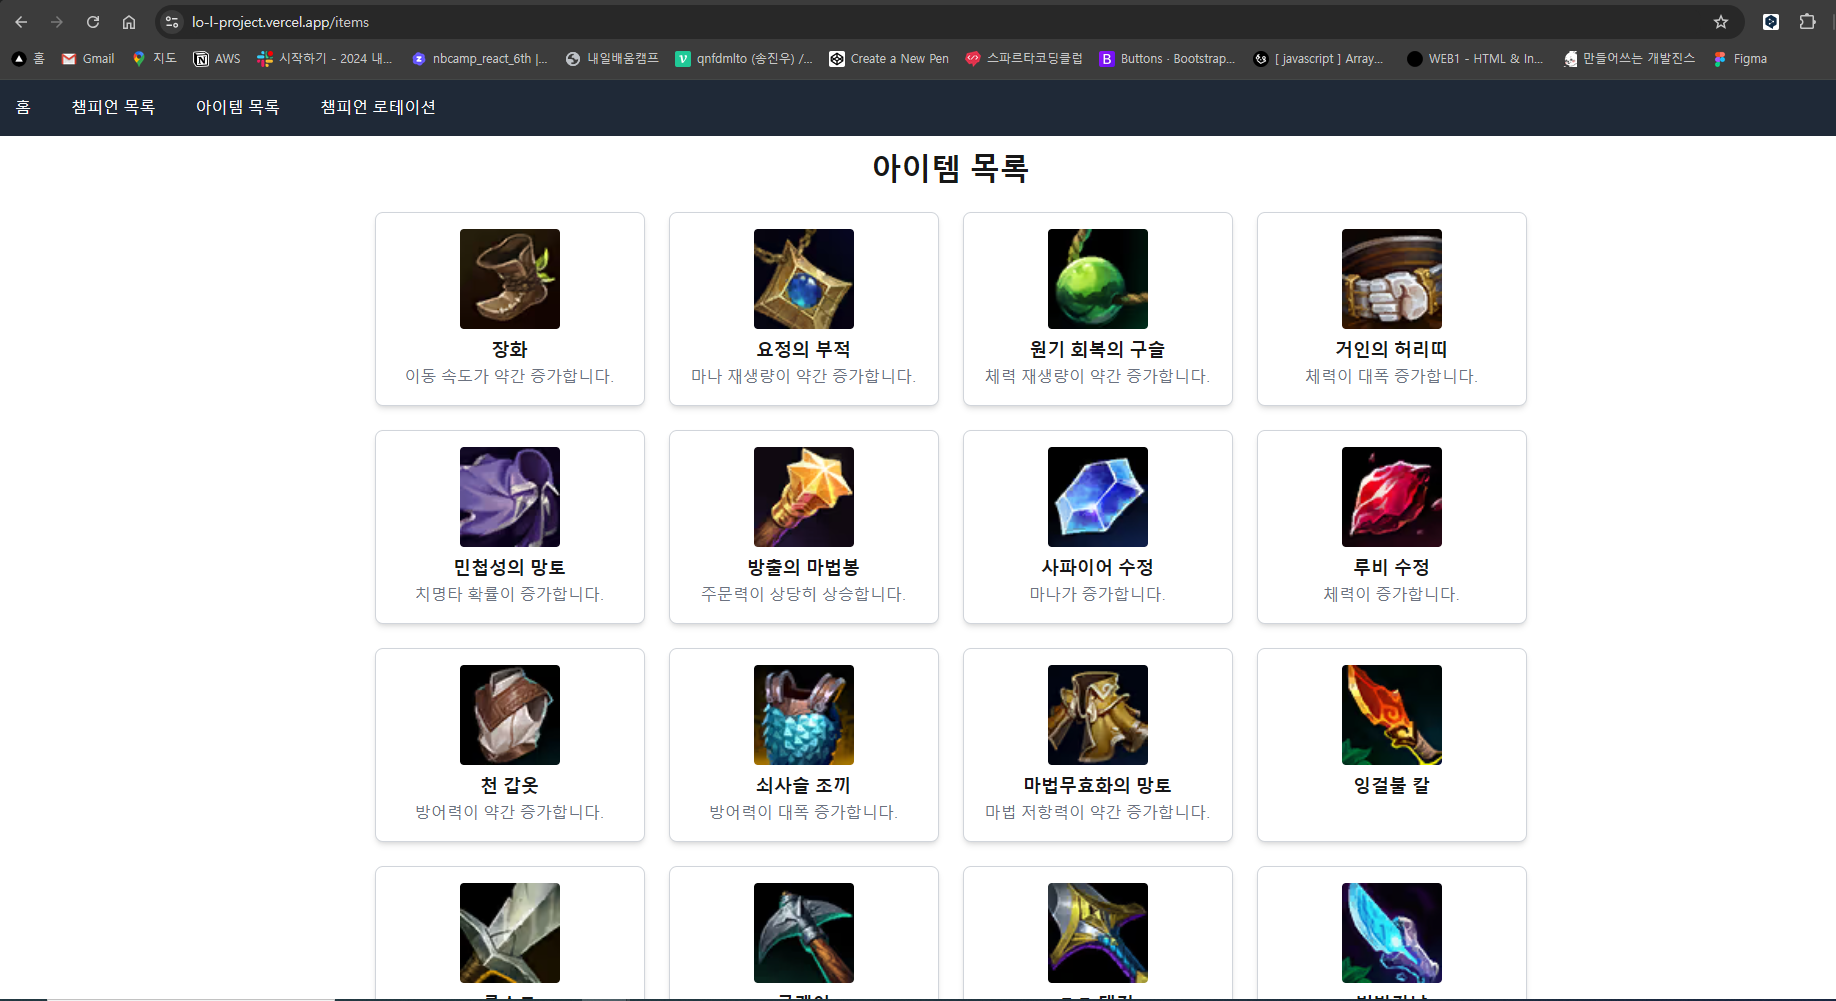 lo-l-project.vercel.app/items
홈 Gmail 지도 AWS 시작하기 - 2024 내... nbcamp_react_6th |... 내일배움캠프 qnfdmlto (송진우) /... Create a New Pen 스파르타코딩클럽 Buttons · Bootstrap... [ javascript ] Array... WEB1 - HTML & In... 만들어쓰는 개발진스 Figma
홈 챔피언 목록 아이템 목록 챔피언 로테이션
아이템 목록
장화 요정의 부적 원기 회복의 구슬 거인의 허리띠
이동 속도가 약간 증가합니다. 마나 재생량이 약간 증가합니다. 체력 재생량이 약간 증가합니다. 체력이 대폭 증가합니다.
민첩성의 망토 방출의 마법봉 사파이어 수정 루비 수정
치명타 확률이 증가합니다. 주문력이 상당히 상승합니다. 마나가 증가합니다. 체력이 증가합니다.
천 갑옷 쇠사슬 조끼 마법무효화의 망토 잉걸불 칼
방어력이 약간 증가합니다. 방어력이 대폭 증가합니다. 마법 저항력이 약간 증가합니다.